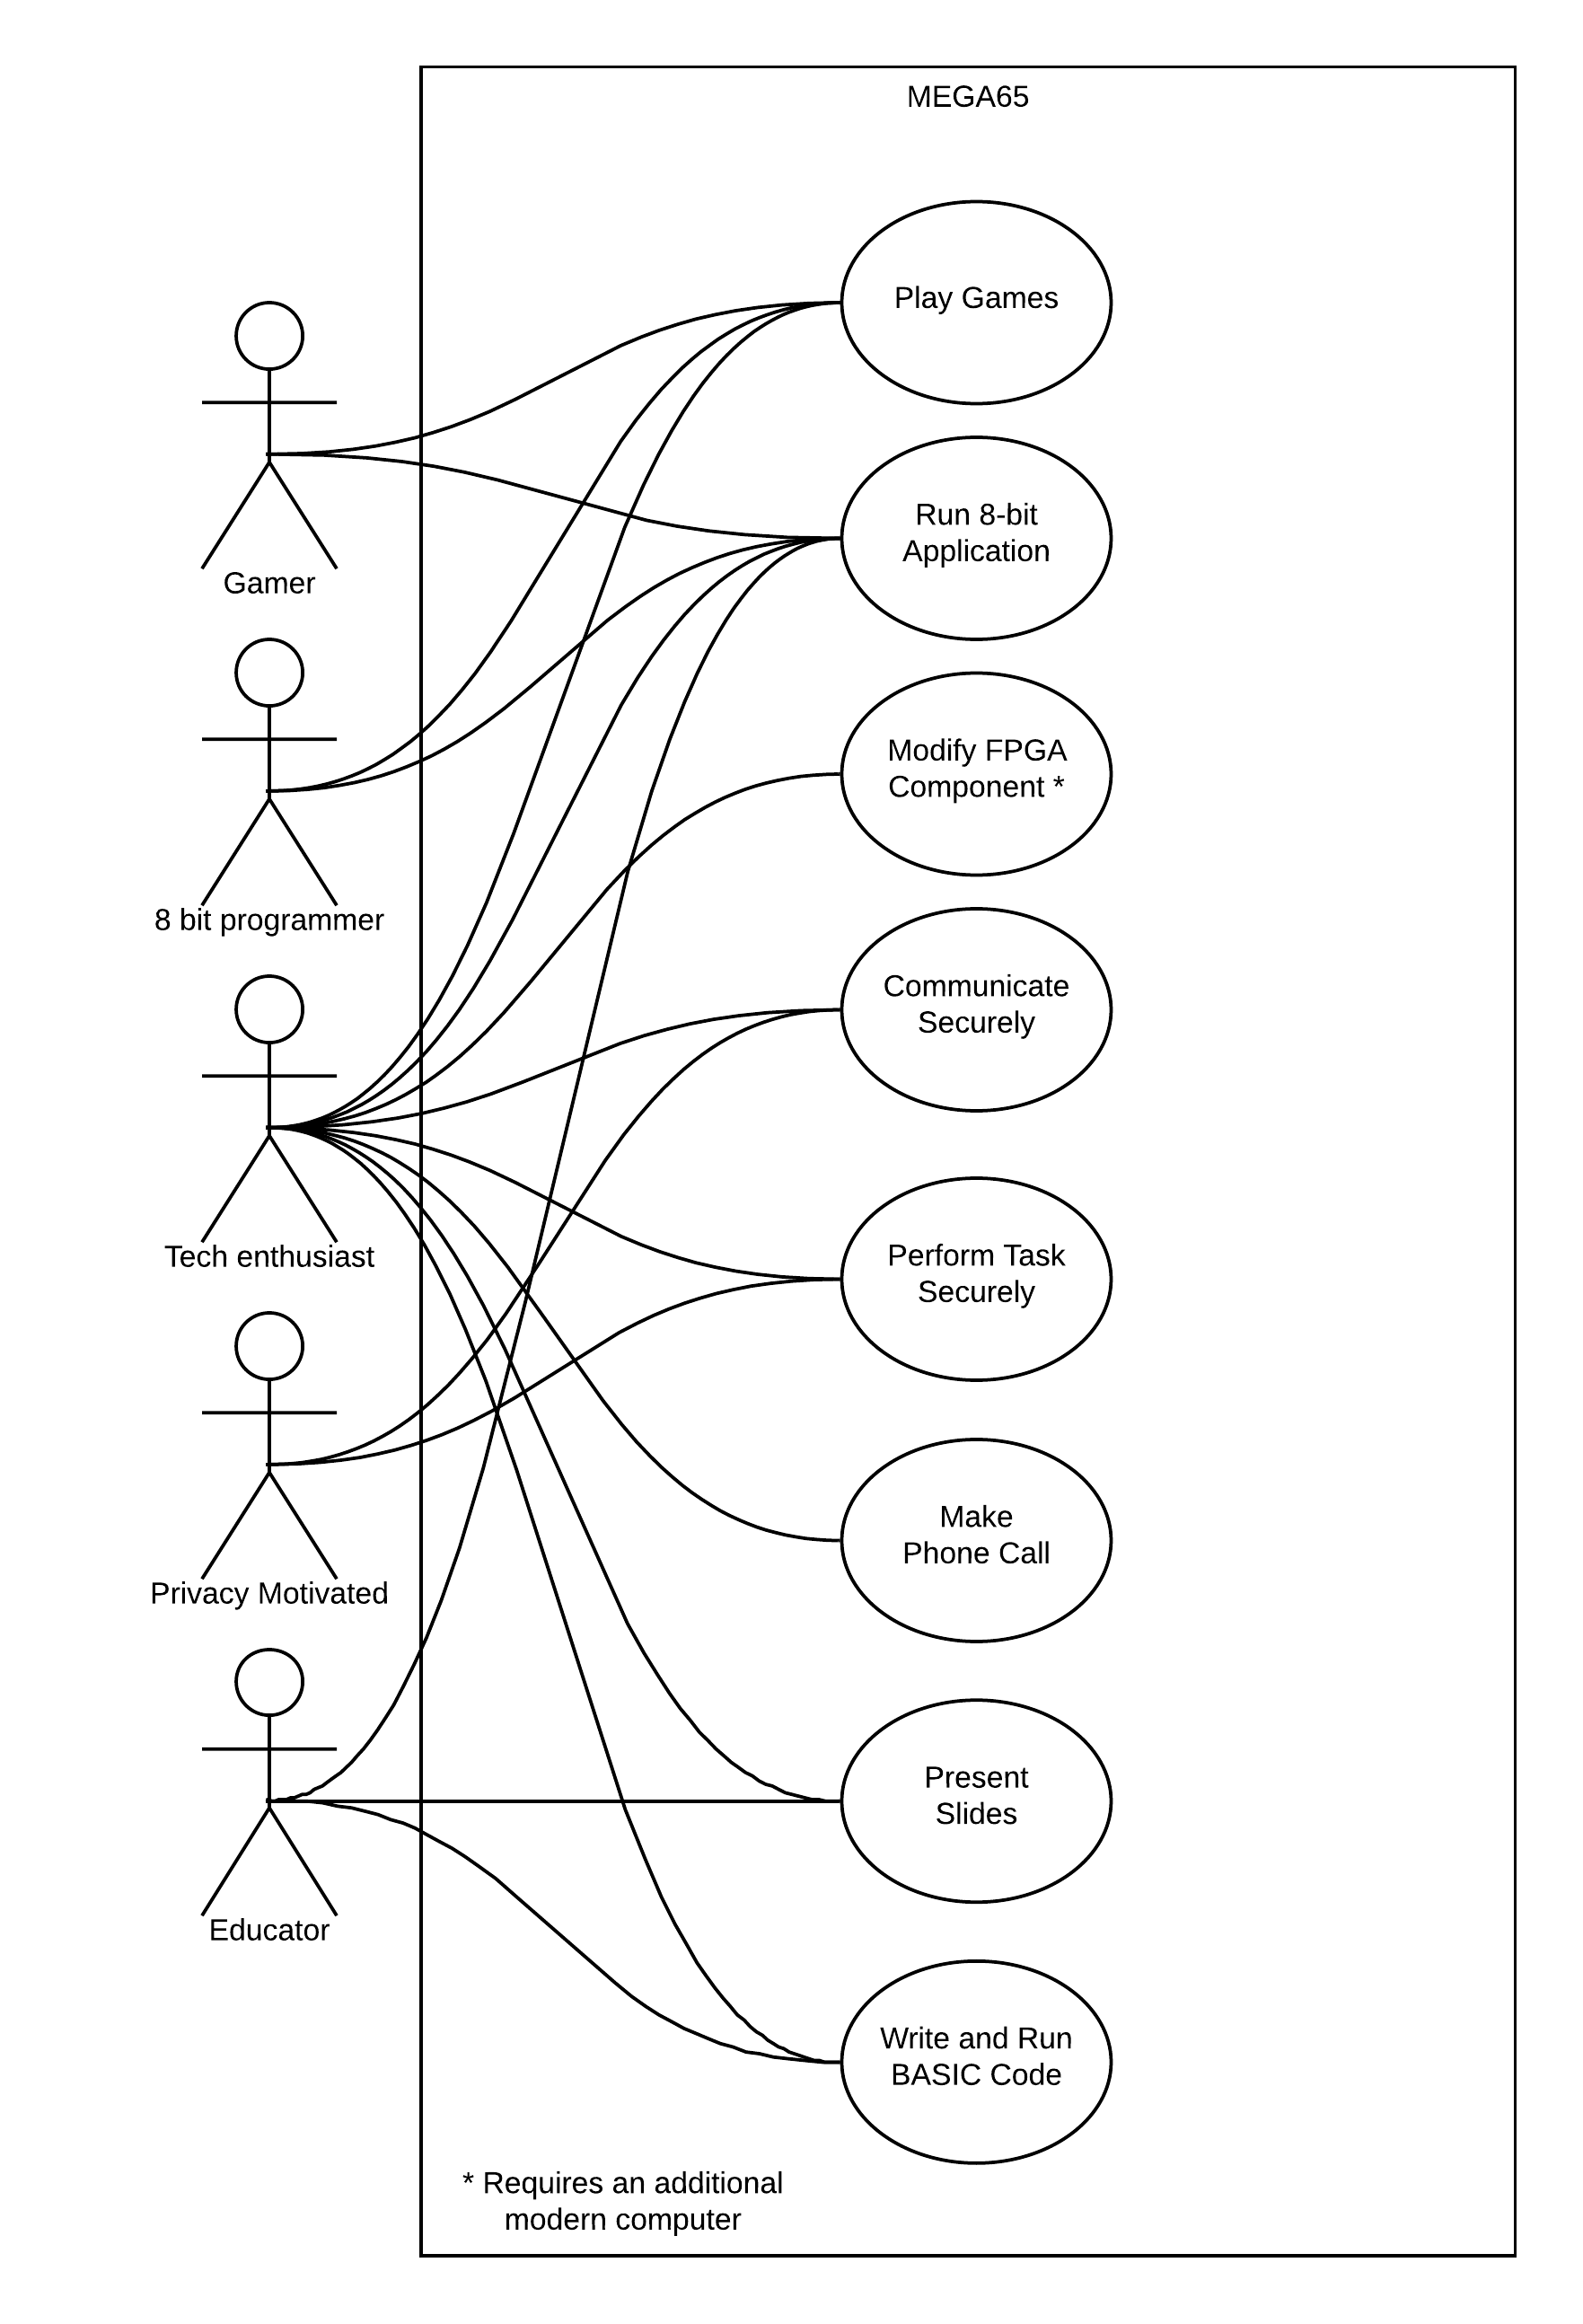 MEGA65
Play Games
Run 8-bit
Application
Gamer
Modify FPGA
Component *
8 bit programmer
Communicate
Securely
Tech enthusiast
Perform Task
Securely
Make
Phone Call
Privacy Motivated
Present
Slides
Educator
Write and Run
BASIC Code
* Requires an additional
modern computer